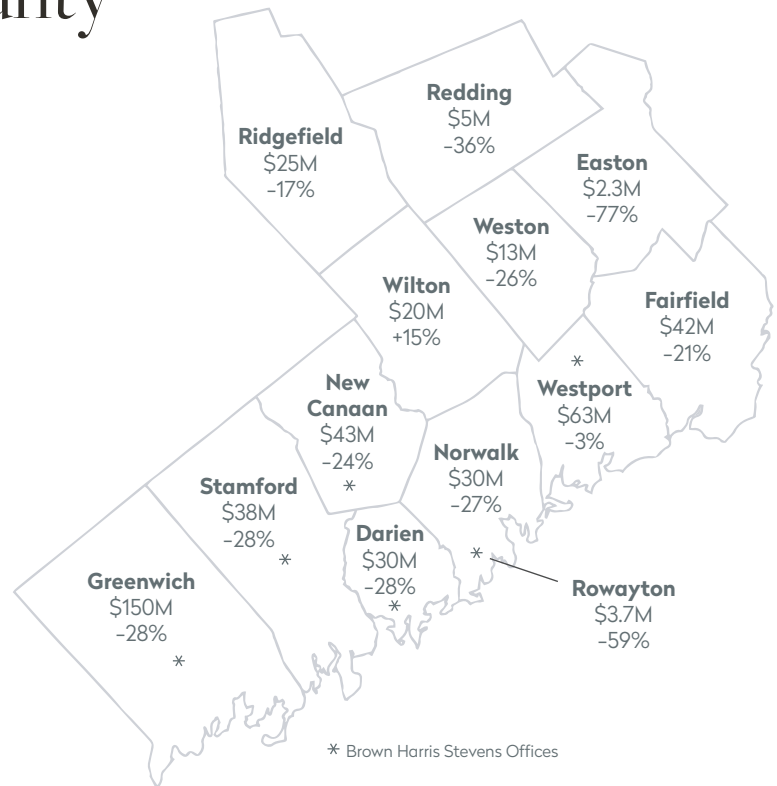 Redding
$5M
-36%
Ridgefield
$25M
-17%
Easton
$2.3M
-77%
Weston
$13M
-26%
Wilton
$20M
+15%
Fairfield
$42M
-21%
*
Westport
$63M
-3%
New
Canaan
$43M
-24%
*
Norwalk
$30M
-27%
*
Stamford
$38M
-28%
*
Darien
$30M
-28%
*
Greenwich
$150M
-28%
*
Rowayton
$3.7M
-59%
* Brown Harris Stevens Offices